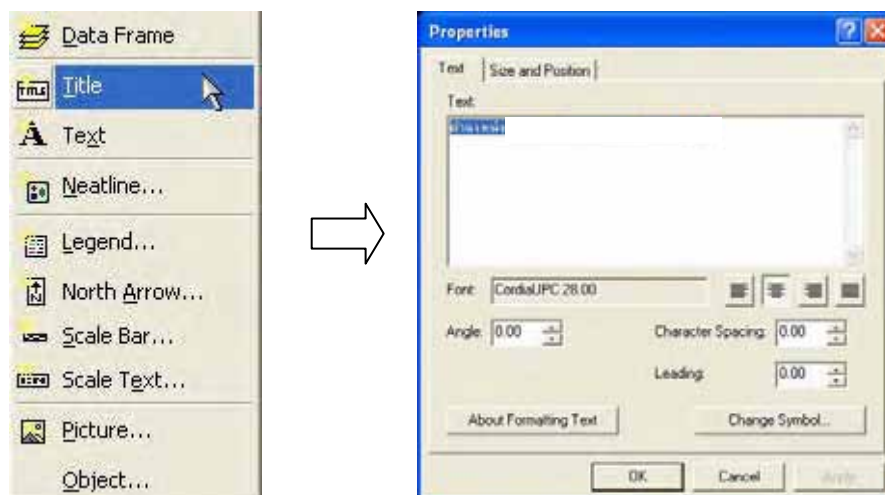 Data Frame
Title
Text
Neatline...
Legend...
North Arrow...
Scale Bar...
Scale Text...
Picture...
Object...
Properties
Text Size and Position
Text:
Font: CordiaUPC 28.00
Angle: 0.00 Character Spacing: 0.00
Leading: 0.00
About Formatting Text Change Symbol...
OK Cancel Apply